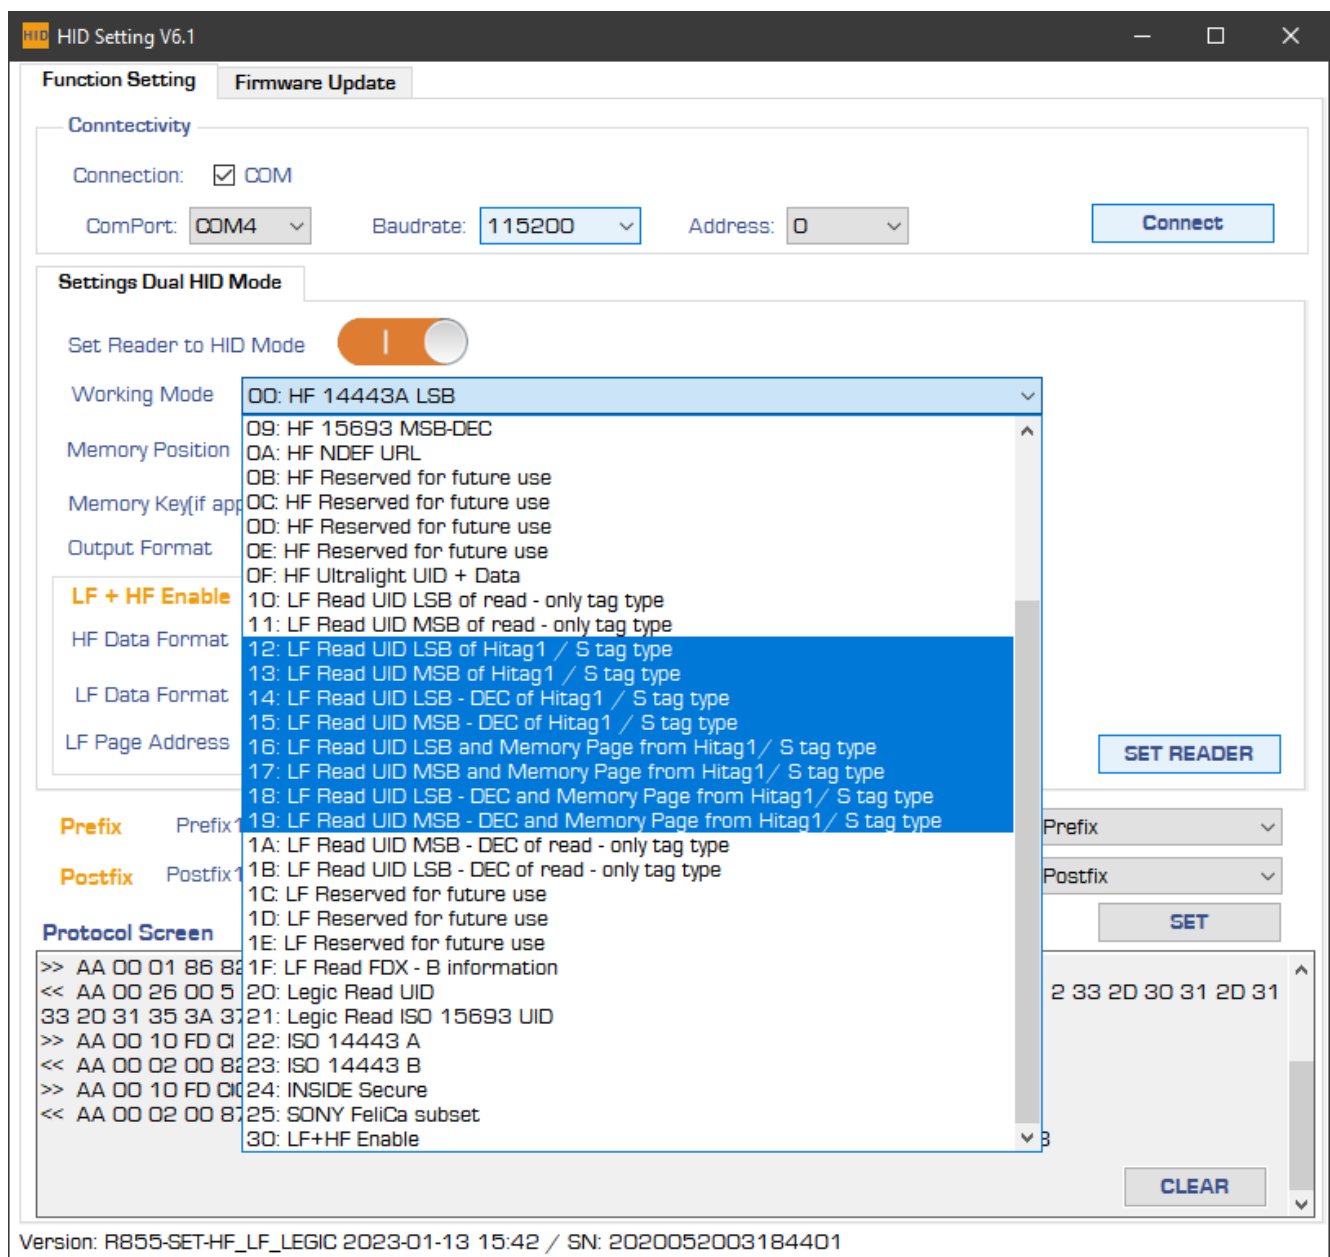 HID HID Setting V6.1
Function Setting Firmware Update
Conntectivity
Connection: COM
ComPort: COM4 Baudrate: 115200 Address: 0 Connect
Settings Dual HID Mode
Set Reader to HID Mode
Working Mode 00: HF 14443A LSB
09: HF 15693 MSB-DEC
Memory Position 0A: HF NDEF URL
0B: HF Reserved for future use
Memory Key(if app 0C: HF Reserved for future use
0D: HF Reserved for future use
Output Format 0E: HF Reserved for future use
0F: HF Ultralight UID + Data
LF + HF Enable 10: LF Read UID LSB of read - only tag type
11: LF Read UID MSB of read - only tag type
HF Data Format 12: LF Read UID LSB of Hitag1 / S tag type
13: LF Read UID MSB of Hitag1 / S tag type
LF Data Format 14: LF Read UID LSB - DEC of Hitag1 / S tag type
15: LF Read UID MSB - DEC of Hitag1 / S tag type
LF Page Address 16: LF Read UID LSB and Memory Page from Hitag1/ S tag type SET READER
17: LF Read UID MSB and Memory Page from Hitag1/ S tag type
18: LF Read UID LSB - DEC and Memory Page from Hitag1/ S tag type
Prefix Prefix1 19: LF Read UID MSB - DEC and Memory Page from Hitag1/ S tag type Prefix
1A: LF Read UID MSB - DEC of read - only tag type
Postfix Postfix1 1B: LF Read UID LSB - DEC of read - only tag type Postfix
1C: LF Reserved for future use
1D: LF Reserved for future use SET
Protocol Screen 1E: LF Reserved for future use
>> AA 00 01 86 82 1F: LF Read FDX - B information
<< AA 00 26 00 5 20: Legic Read UID 2 33 2D 30 31 2D 31
33 20 31 35 3A 37 21: Legic Read ISO 15693 UID
>> AA 00 10 FD 22: ISO 14443 A
<< AA 00 02 00 82 23: ISO 14443 B
>> AA 00 10 FD 24: INSIDE Secure
<< AA 00 02 00 87 25: SONY FeliCa subset
30: LF+HF Enable
CLEAR
Version: R855-SET-HF_LF_LEGIC 2023-01-13 15:42 / SN: 2020052003184401